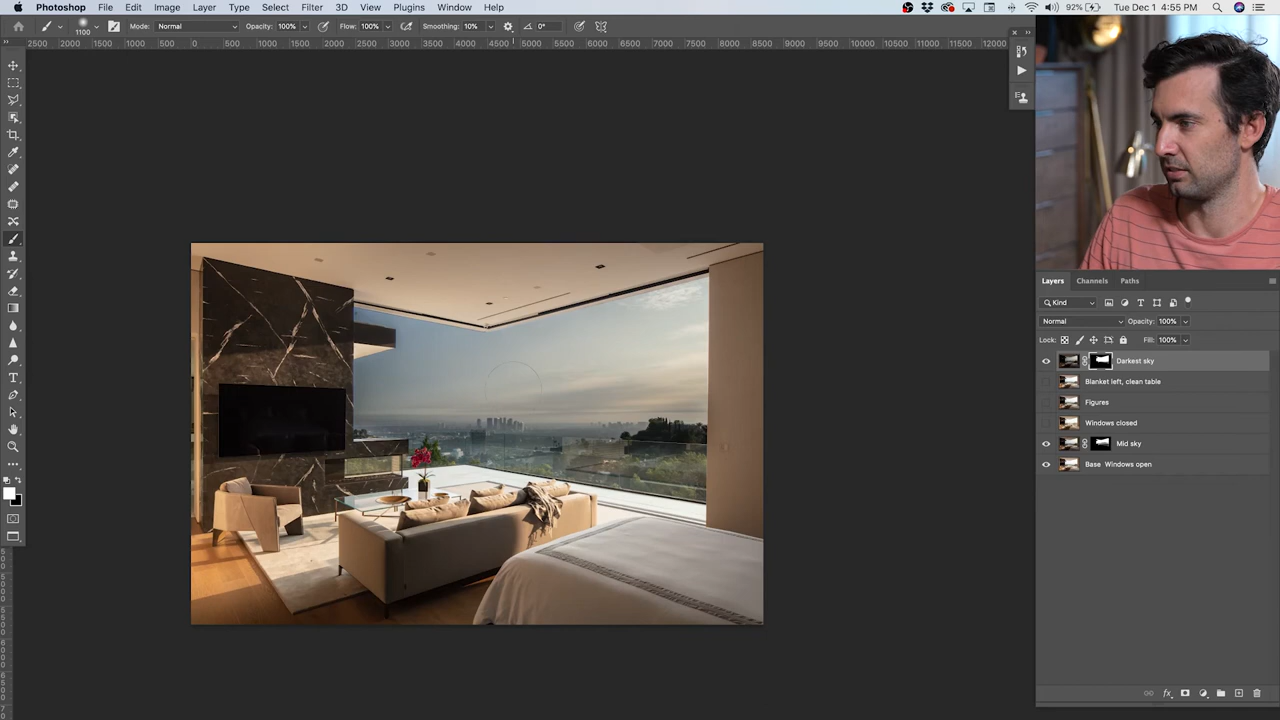 Photoshop File Edit Image Layer Type Select Filter 3D View Plugins Window Help 92% Tue Dec 1 4:55 PM
1100 Mode: Normal Opacity: 100% Flow: 100% Smoothing: 10% 0°
2500 2000 1500 1000 500 0 500 1000 1500 2000 2500 3000 3500 4000 4500 5000 5500 6000 6500 7000 7500 8000 8500 9000 9500 10000 10500 11000 11500 12000
Layers Channels Paths
Kind
Normal Opacity: 100%
Lock: Fill: 100%
Darkest sky
Blanket left, clean table
Figures
Windows closed
Mid sky
Base Windows open
fx